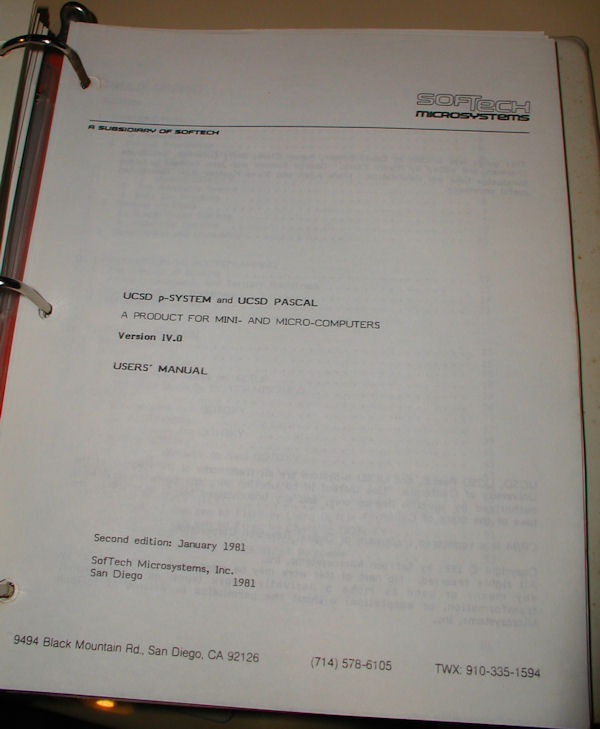 SOFTECH
MICROSYSTEMS
A SUBSIDIARY OF SOFTECH
UCSD p-SYSTEM and UCSD PASCAL
A PRODUCT FOR MINI- AND MICRO-COMPUTERS
Version IV.0
USERS' MANUAL
Second edition: January 1981
SofTech Microsystems, Inc.
San Diego 1981
9494 Black Mountain Rd., San Diego, CA 92126 (714) 578-6105 TWX: 910-335-1594